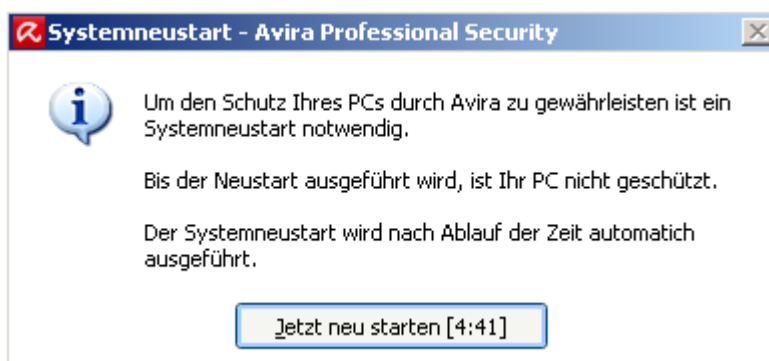 Systemneustart - Avira Professional Security
Um den Schutz Ihres PCs durch Avira zu gewährleisten ist ein
Systemneustart notwendig.
Bis der Neustart ausgeführt wird, ist Ihr PC nicht geschützt.
Der Systemneustart wird nach Ablauf der Zeit automatich
ausgeführt.
Jetzt neu starten [4:41]